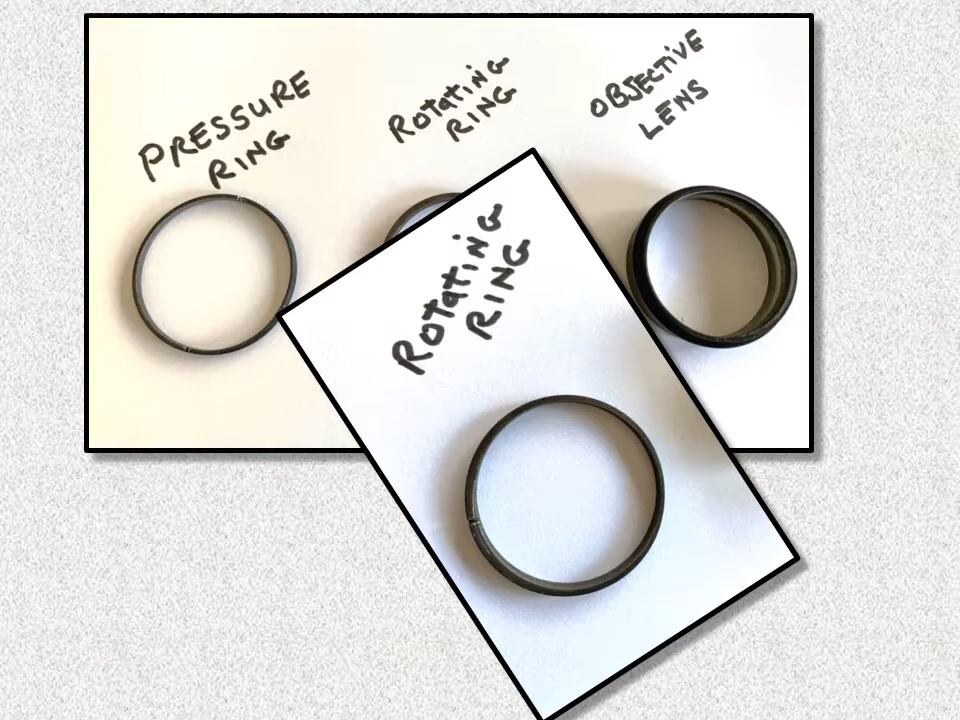 PRESSURE
RING
Rotating
RING
OBJECTIVE
LENS
Rotating
RING